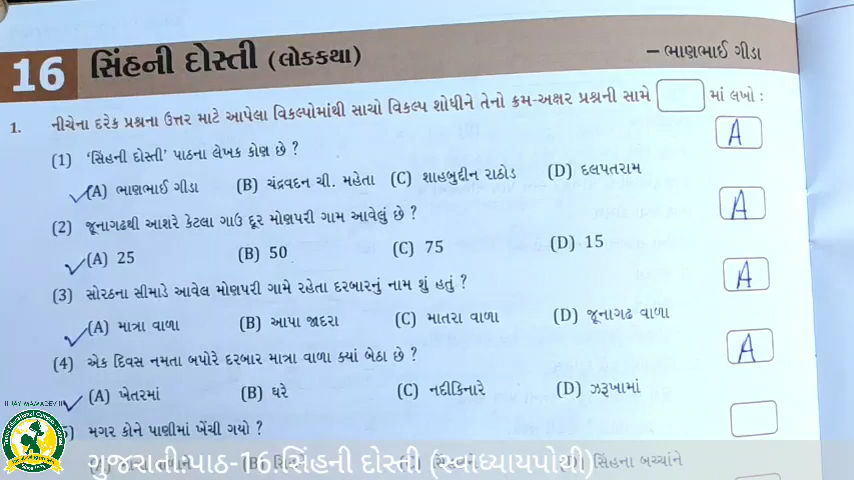 16 સિંહની દોસ્તી (લોકકથા) – ભાણભાઈ ગીડા
1. નીચેના દરેક પ્રશ્નના ઉત્તર માટે આપેલા વિકલ્પોમાંથી સાચો વિકલ્પ શોધીને તેનો ક્રમ-અક્ષર પ્રશ્નની સામે માં લખો :
(1) ‘સિંહની દોસ્તી’ પાઠના લેખક કોણ છે ? A
(A) ભાણભાઈ ગીડા (B) ચંદ્રવદન ચી. મહેતા (C) શાહબુદ્દીન રાઠોડ (D) દલપતરામ
(2) જૂનાગઢથી આશરે કેટલા ગાઉ દૂર મોણપરી ગામ આવેલું છે ? A
(A) 25 (B) 50 (C) 75 (D) 15
(3) સોરઠના સીમાડે આવેલ મોણપરી ગામે રહેતા દરબારનું નામ શું હતું ? A
(A) માત્રા વાળા (B) આપા જાદરા (C) માતરા વાળા (D) જૂનાગઢ વાળા
(4) એક દિવસ નમતા બપોરે દરબાર માત્રા વાળા ક્યાં બેઠા છે ? A
(A) ખેતરમાં (B) ઘરે (C) નદીકિનારે (D) ઝરૂખામાં
મગર કોને પાણીમાં ખેંચી ગયો ?
ગુજરાતી:પાઠ-16.સિંહની દોસ્તી (સ્વાધ્યાયપોથી)
સિંહના બચ્ચાંને